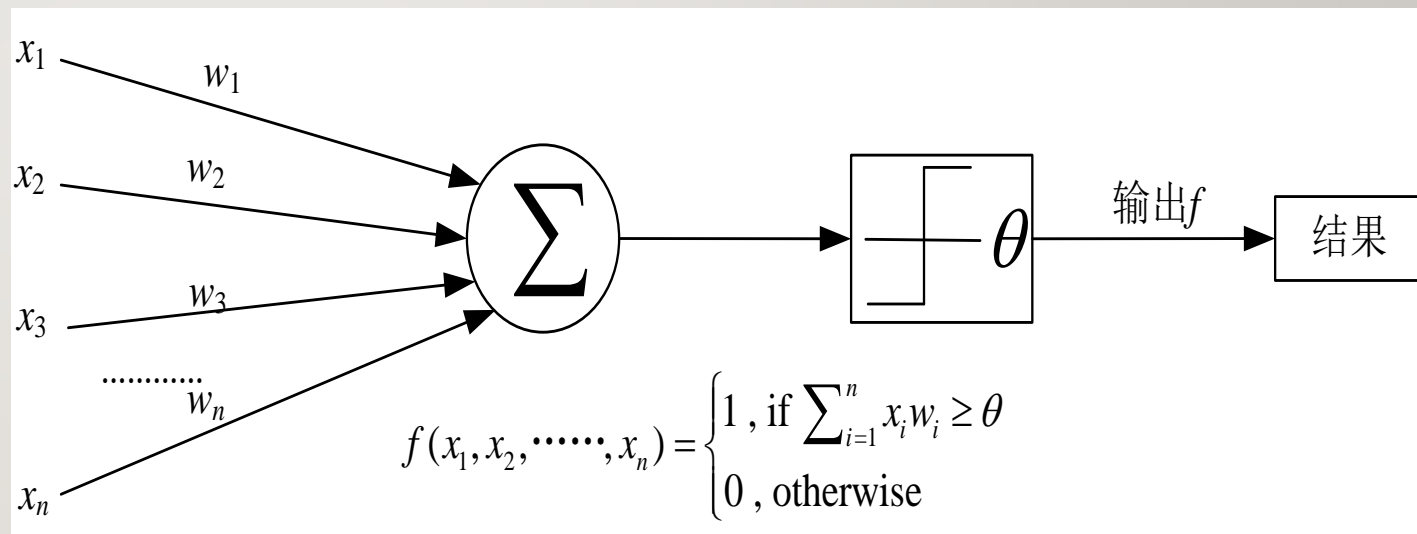 x₁
w₁
x₂
w₂
x₃
w₃
............
wₙ
xₙ
∑
θ
输出f
结果
f(x₁,x₂,······,xₙ)={1 , if ∑ⁿᵢ₌₁ xᵢwᵢ ≥ θ
0 , otherwise